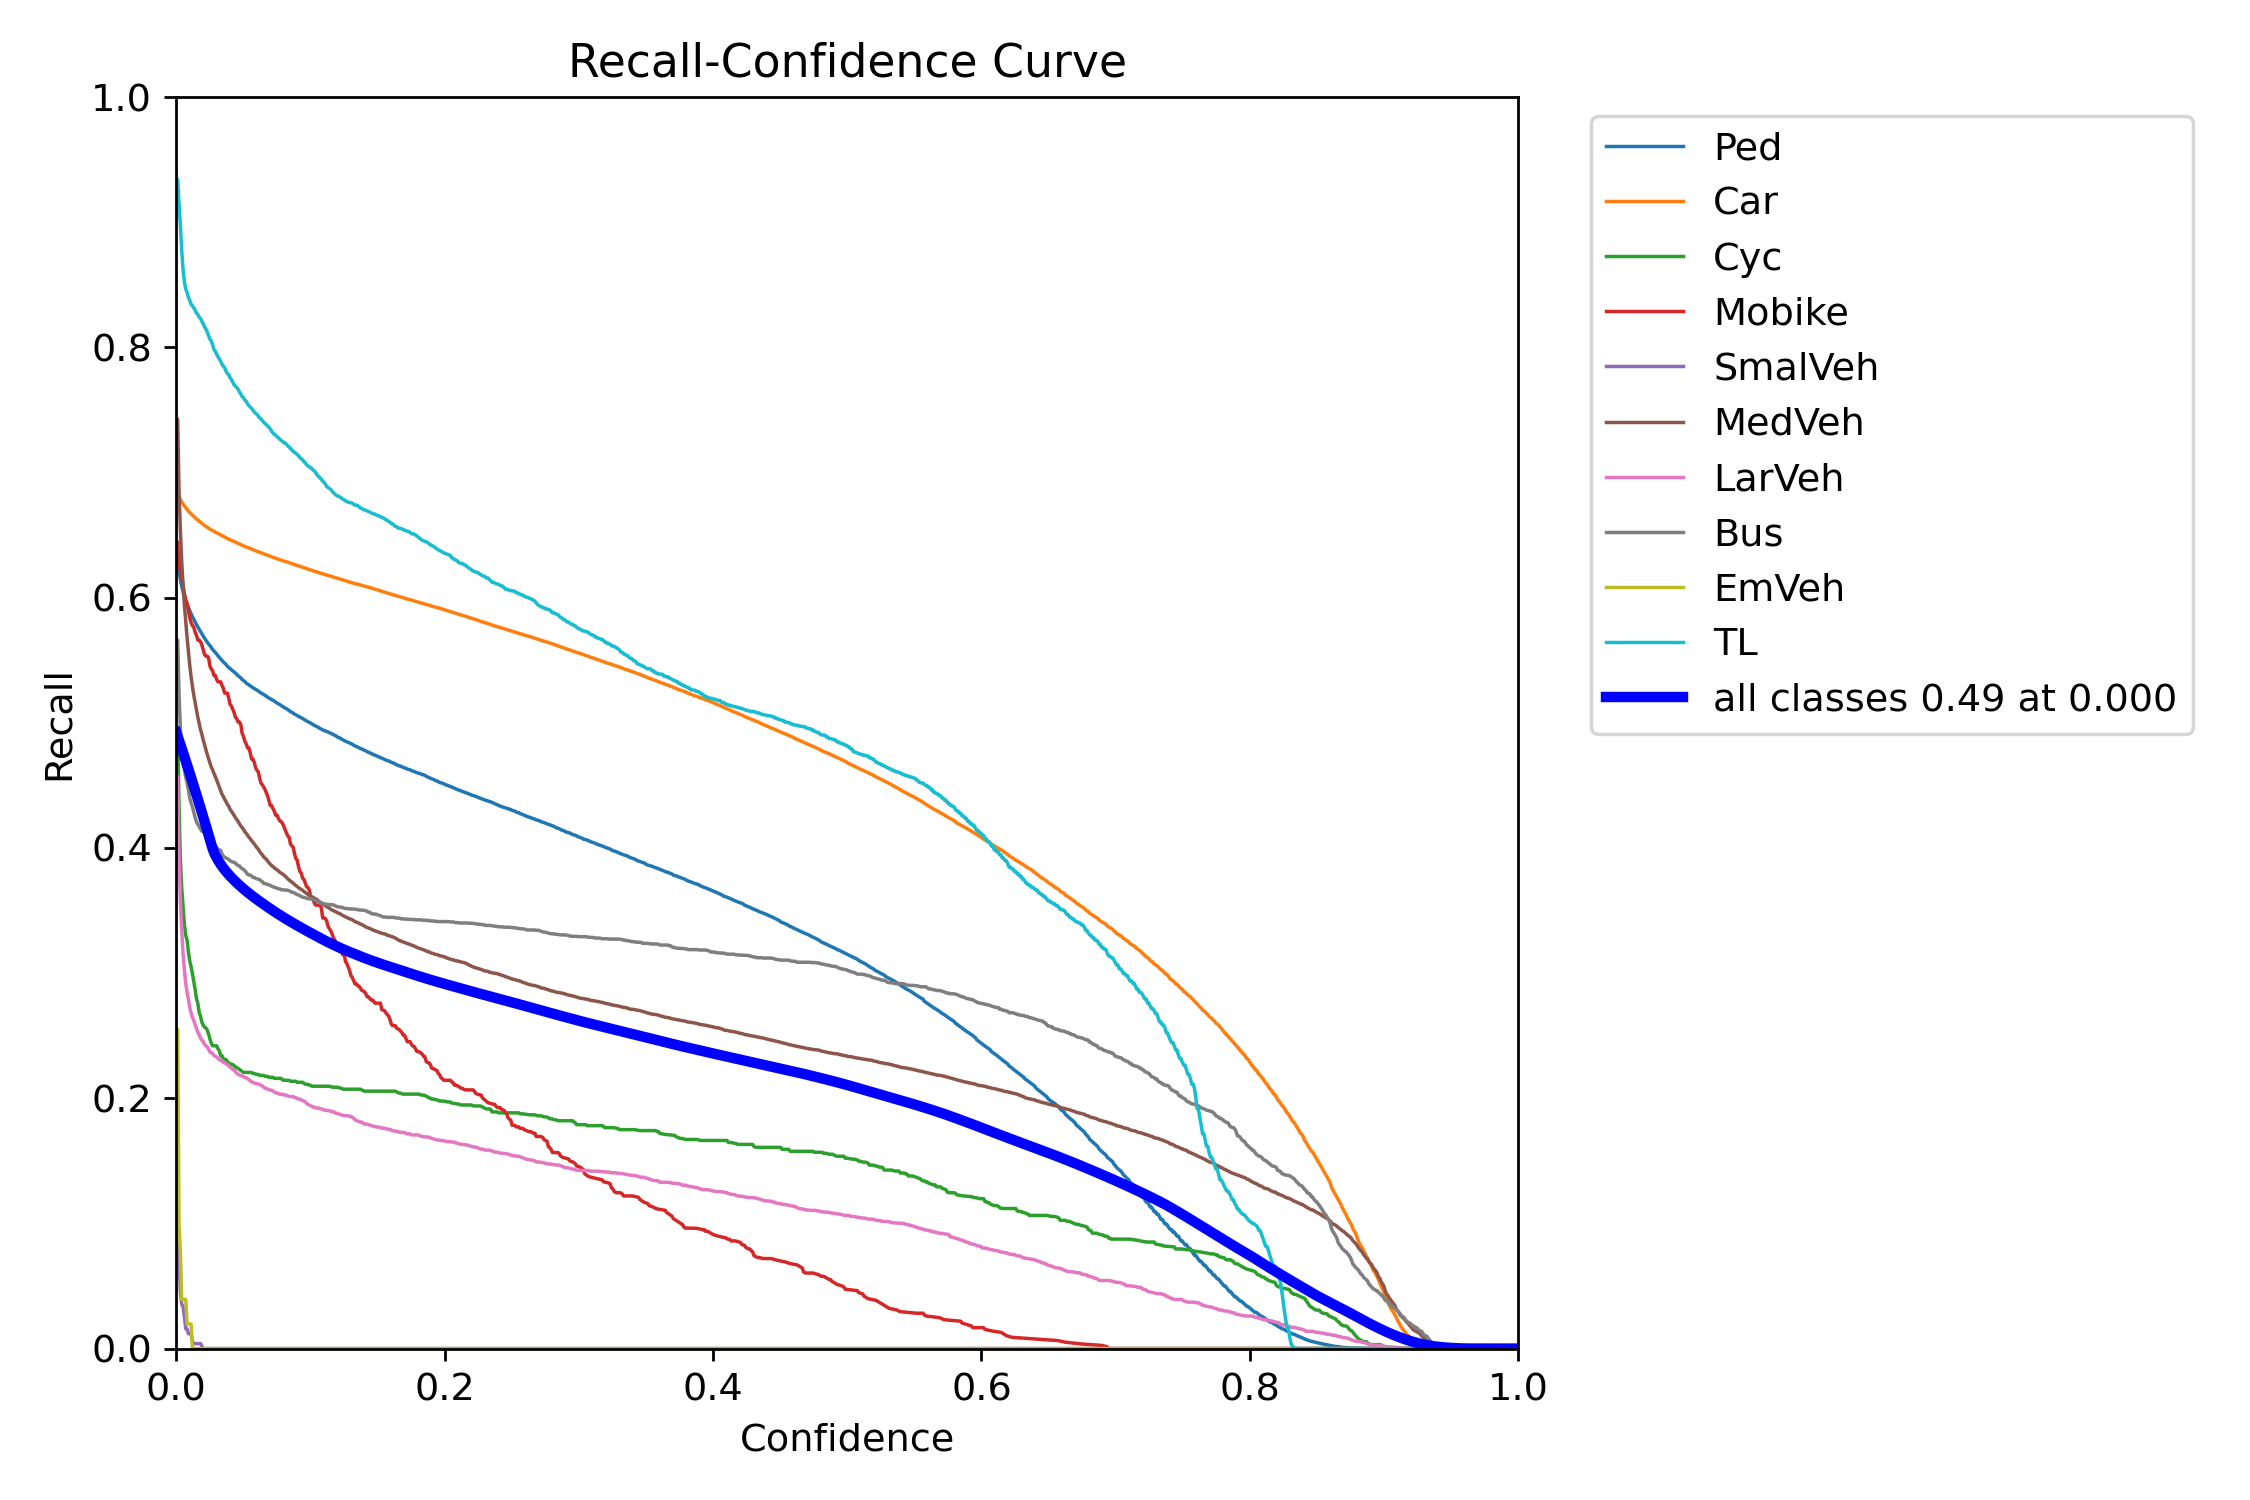 Recall-Confidence Curve
1.0
0.8
0.6
0.4
0.2
0.0
Recall
0.0 0.2 0.4 0.6 0.8 1.0
Confidence
Ped
Car
Cyc
Mobike
SmalVeh
MedVeh
LarVeh
Bus
EmVeh
TL
all classes 0.49 at 0.000